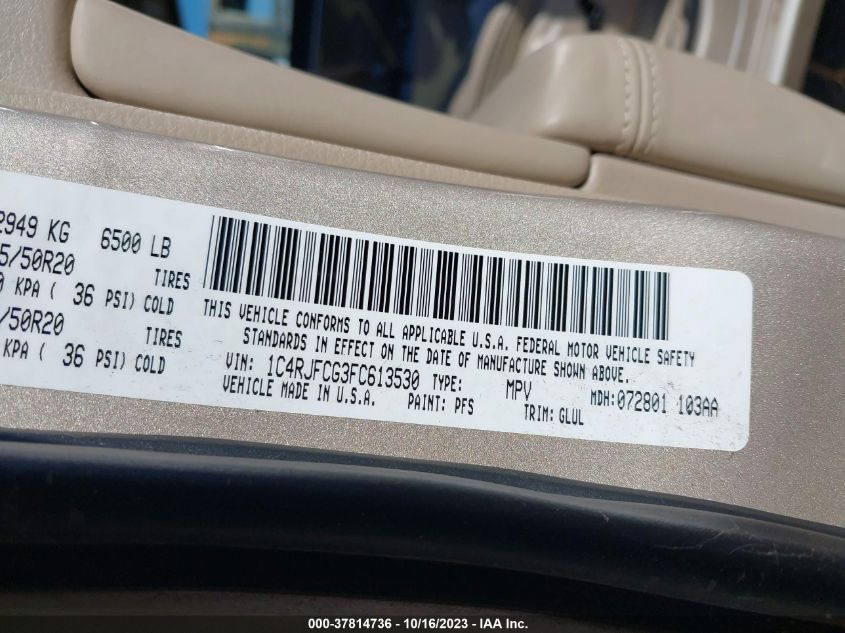 2949 KG 6500 LB
5/50R20 TIRES
0 KPA ( 36 PSI) COLD
/50R20 TIRES
KPA ( 36 PSI) COLD
THIS VEHICLE CONFORMS TO ALL APPLICABLE U.S.A. FEDERAL MOTOR VEHICLE SAFETY
STANDARDS IN EFFECT ON THE DATE OF MANUFACTURE SHOWN ABOVE.
VIN: 1C4RJFCG3FC613530 TYPE: MPV MDH:072801 103AA
VEHICLE MADE IN U.S.A. PAINT: PFS TRIM: GLUL
000-37814736 - 10/16/2023 - IAA Inc.